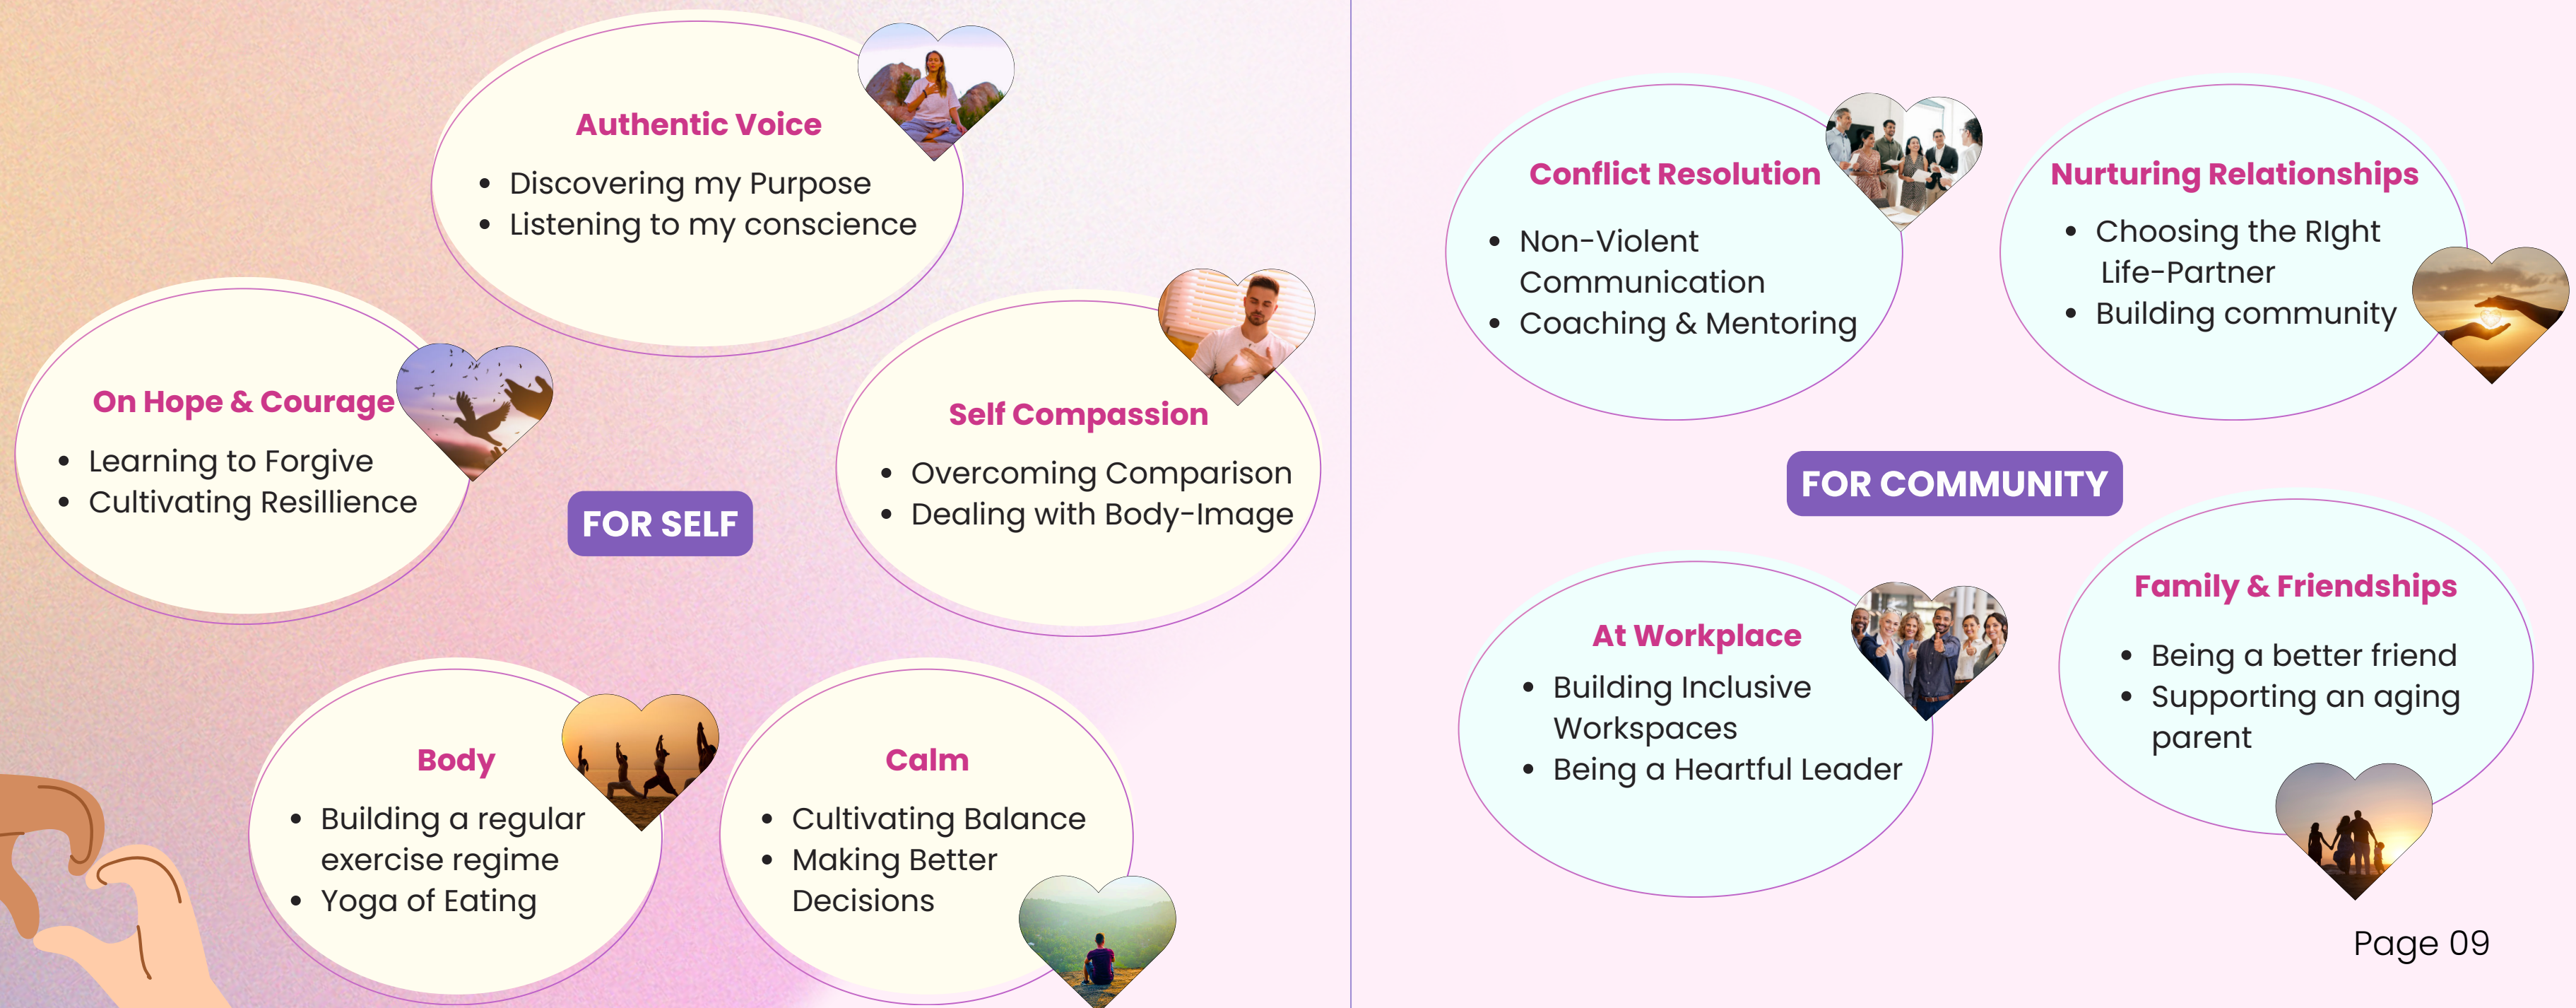 Authentic Voice
• Discovering my Purpose
• Listening to my conscience
On Hope & Courage
• Learning to Forgive
• Cultivating Resillience
Self Compassion
• Overcoming Comparison
• Dealing with Body-Image
FOR SELF
Body
• Building a regular
exercise regime
• Yoga of Eating
Calm
• Cultivating Balance
• Making Better
Decisions
Conflict Resolution
• Non-Violent
Communication
• Coaching & Mentoring
Nurturing Relationships
• Choosing the RIght
Life-Partner
• Building community
FOR COMMUNITY
At Workplace
• Building Inclusive
Workspaces
• Being a Heartful Leader
Family & Friendships
• Being a better friend
• Supporting an aging
parent
Page 09